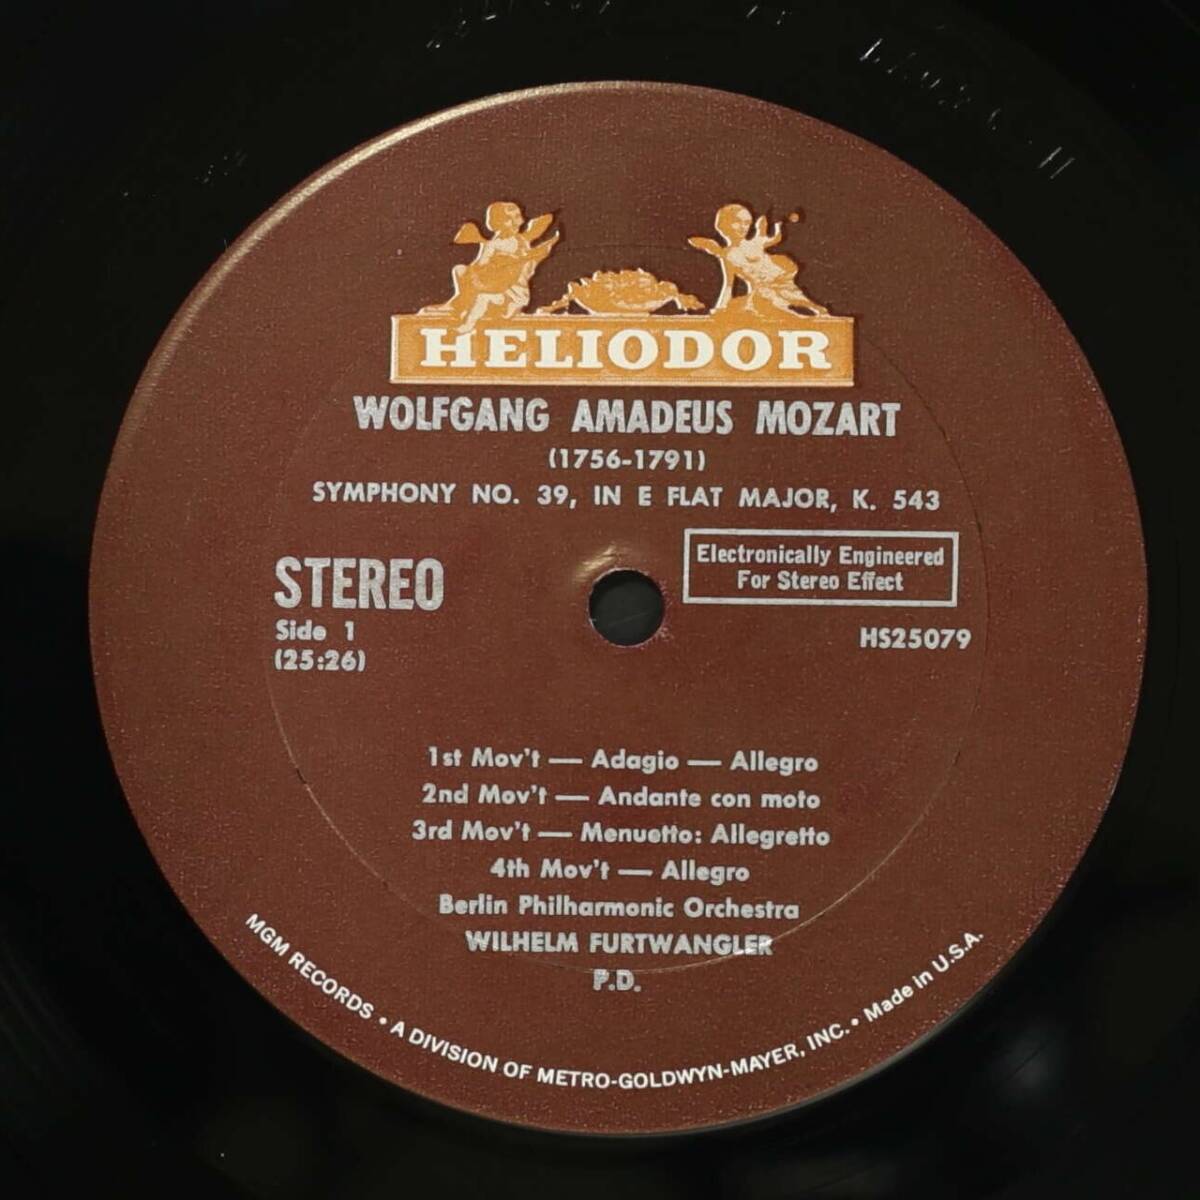 HELIODOR
WOLFGANG AMADEUS MOZART
(1756-1791)
SYMPHONY NO. 39, IN E FLAT MAJOR, K. 543
STEREO
Side 1
(25:26)
Electronically Engineered
For Stereo Effect
HS25079
1st Mov't — Adagio — Allegro
2nd Mov't — Andante con moto
3rd Mov't — Menuetto: Allegretto
4th Mov't — Allegro
Berlin Philharmonic Orchestra
WILHELM FURTWANGLER
P.D.
MGM RECORDS • A DIVISION OF METRO-GOLDWYN-MAYER, INC. • Made in U.S.A.